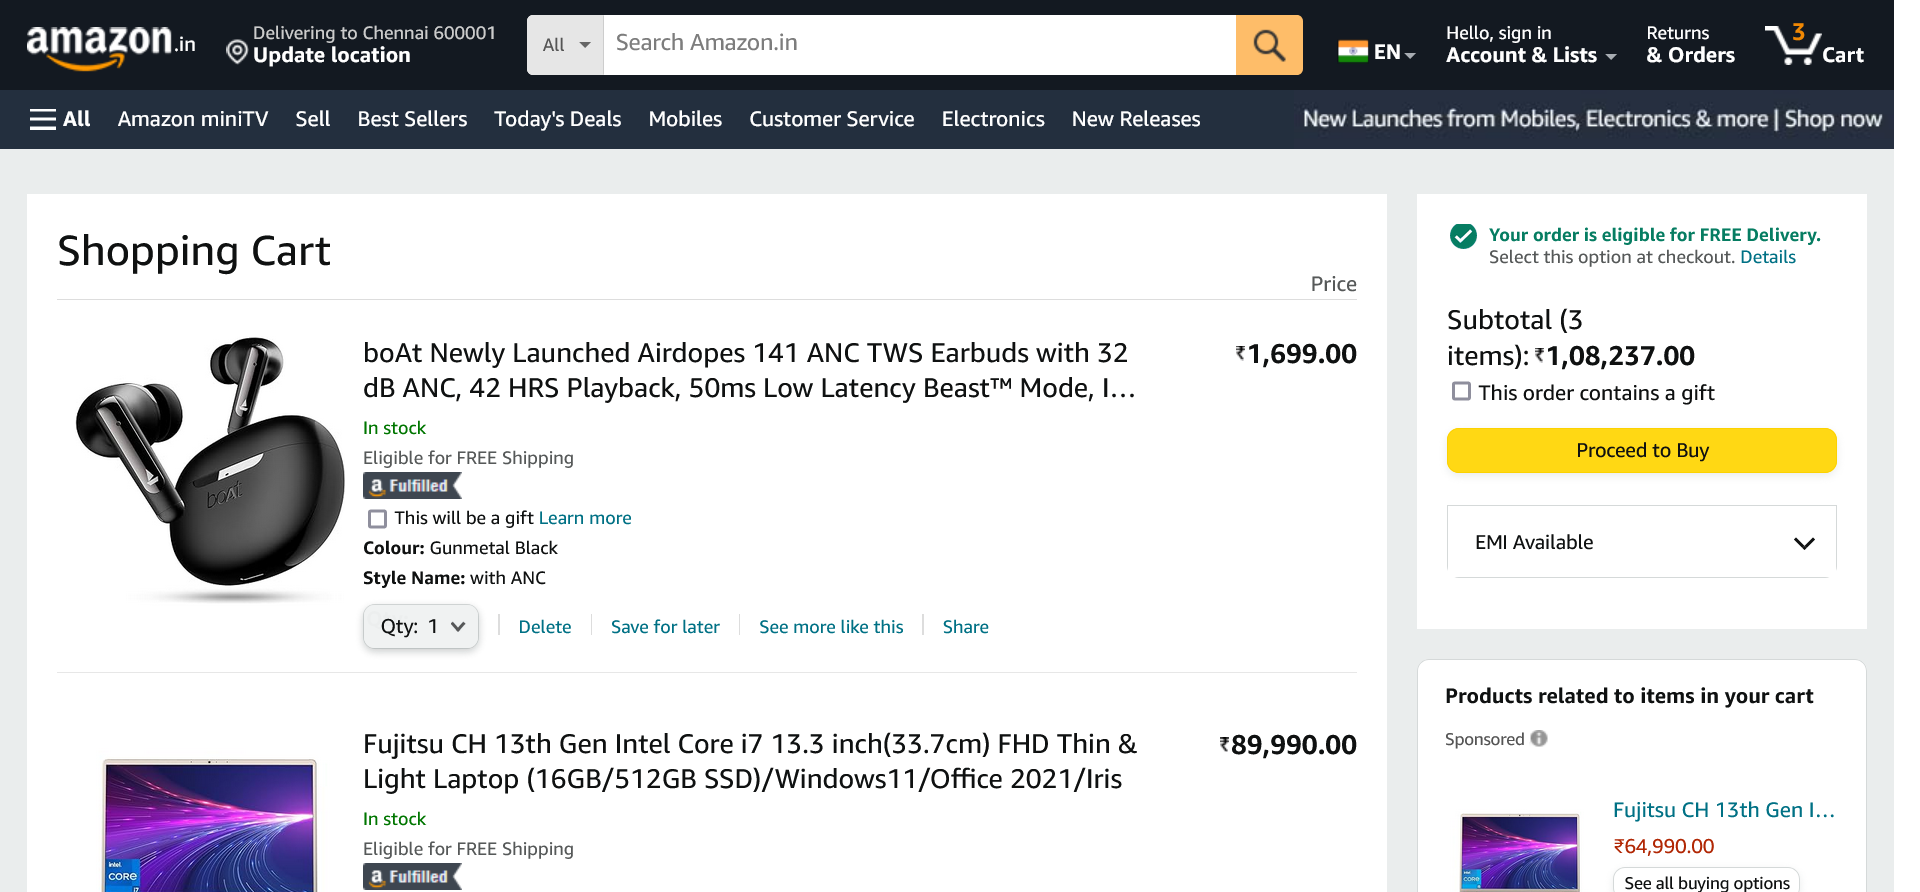 amazon.in
Delivering to Chennai 600001
Update location
All
Search Amazon.in
EN
Hello, sign in
Account & Lists
Returns
& Orders
3
Cart
All
Amazon miniTV
Sell
Best Sellers
Today's Deals
Mobiles
Customer Service
Electronics
New Releases
New Launches from Mobiles, Electronics & more | Shop now
Shopping Cart
Price
boAt Newly Launched Airdopes 141 ANC TWS Earbuds with 32
dB ANC, 42 HRS Playback, 50ms Low Latency Beast™ Mode, I…
₹1,699.00
In stock
Eligible for FREE Shipping
a Fulfilled
This will be a gift Learn more
Colour: Gunmetal Black
Style Name: with ANC
Qty: 1
Delete
Save for later
See more like this
Share
boAt
Fujitsu CH 13th Gen Intel Core i7 13.3 inch(33.7cm) FHD Thin &
Light Laptop (16GB/512GB SSD)/Windows11/Office 2021/Iris
₹89,990.00
In stock
Eligible for FREE Shipping
a Fulfilled
intel
CORE
i7
Your order is eligible for FREE Delivery.
Select this option at checkout. Details
Subtotal (3
items): ₹1,08,237.00
This order contains a gift
Proceed to Buy
EMI Available
Products related to items in your cart
Sponsored
Fujitsu CH 13th Gen I…
₹64,990.00
See all buying options
intel
CORE